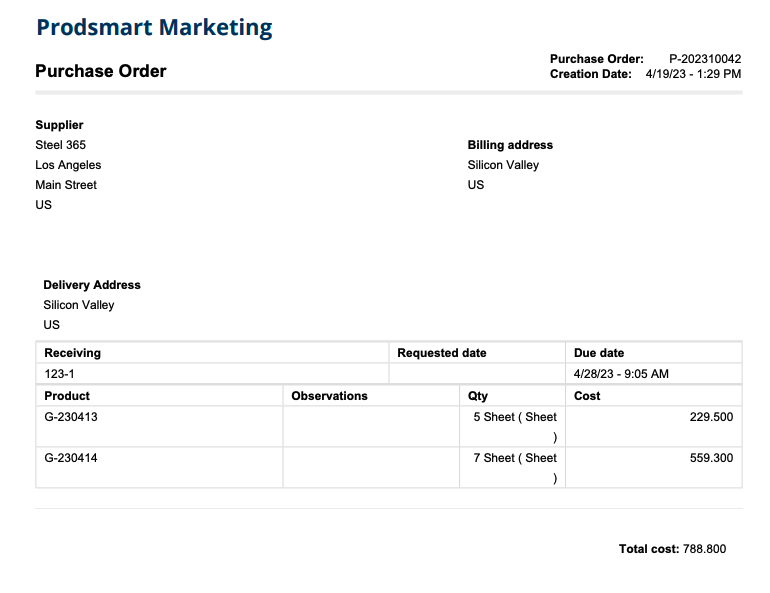 Prodsmart Marketing
Purchase Order
Purchase Order: P-202310042
Creation Date: 4/19/23 - 1:29 PM
Supplier
Steel 365
Los Angeles
Main Street
US
Billing address
Silicon Valley
US
Delivery Address
Silicon Valley
US
Receiving Requested date Due date
123-1 4/28/23 - 9:05 AM
Product Observations Qty Cost
G-230413 5 Sheet ( Sheet 229.500
)
G-230414 7 Sheet ( Sheet 559.300
)
Total cost: 788.800